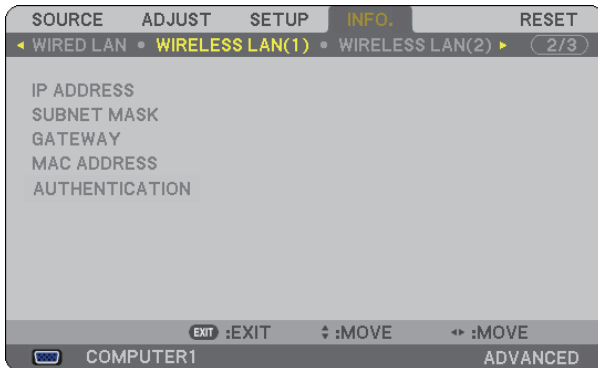 SOURCE ADJUST SETUP INFO. RESET
WIRED LAN • WIRELESS LAN(1) • WIRELESS LAN(2) 2/3
IP ADDRESS
SUBNET MASK
GATEWAY
MAC ADDRESS
AUTHENTICATION
EXIT :EXIT :MOVE :MOVE
COMPUTER1 ADVANCED